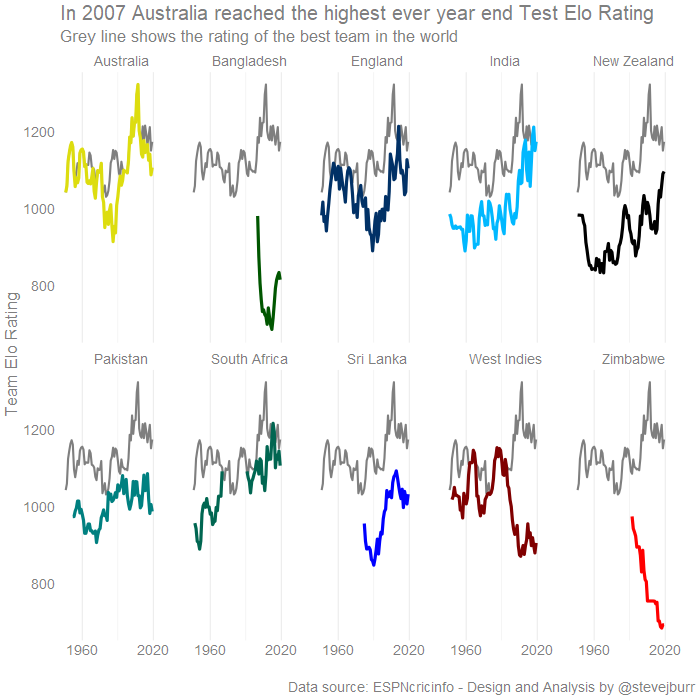 In 2007 Australia reached the highest ever year end Test Elo Rating
Grey line shows the rating of the best team in the world
Australia Bangladesh England India New Zealand
1200
1000
800
Team Elo Rating
Pakistan South Africa Sri Lanka West Indies Zimbabwe
1200
1000
800
1960 2020 1960 2020 1960 2020 1960 2020 1960 2020
Data source: ESPNcricinfo - Design and Analysis by @stevejburr